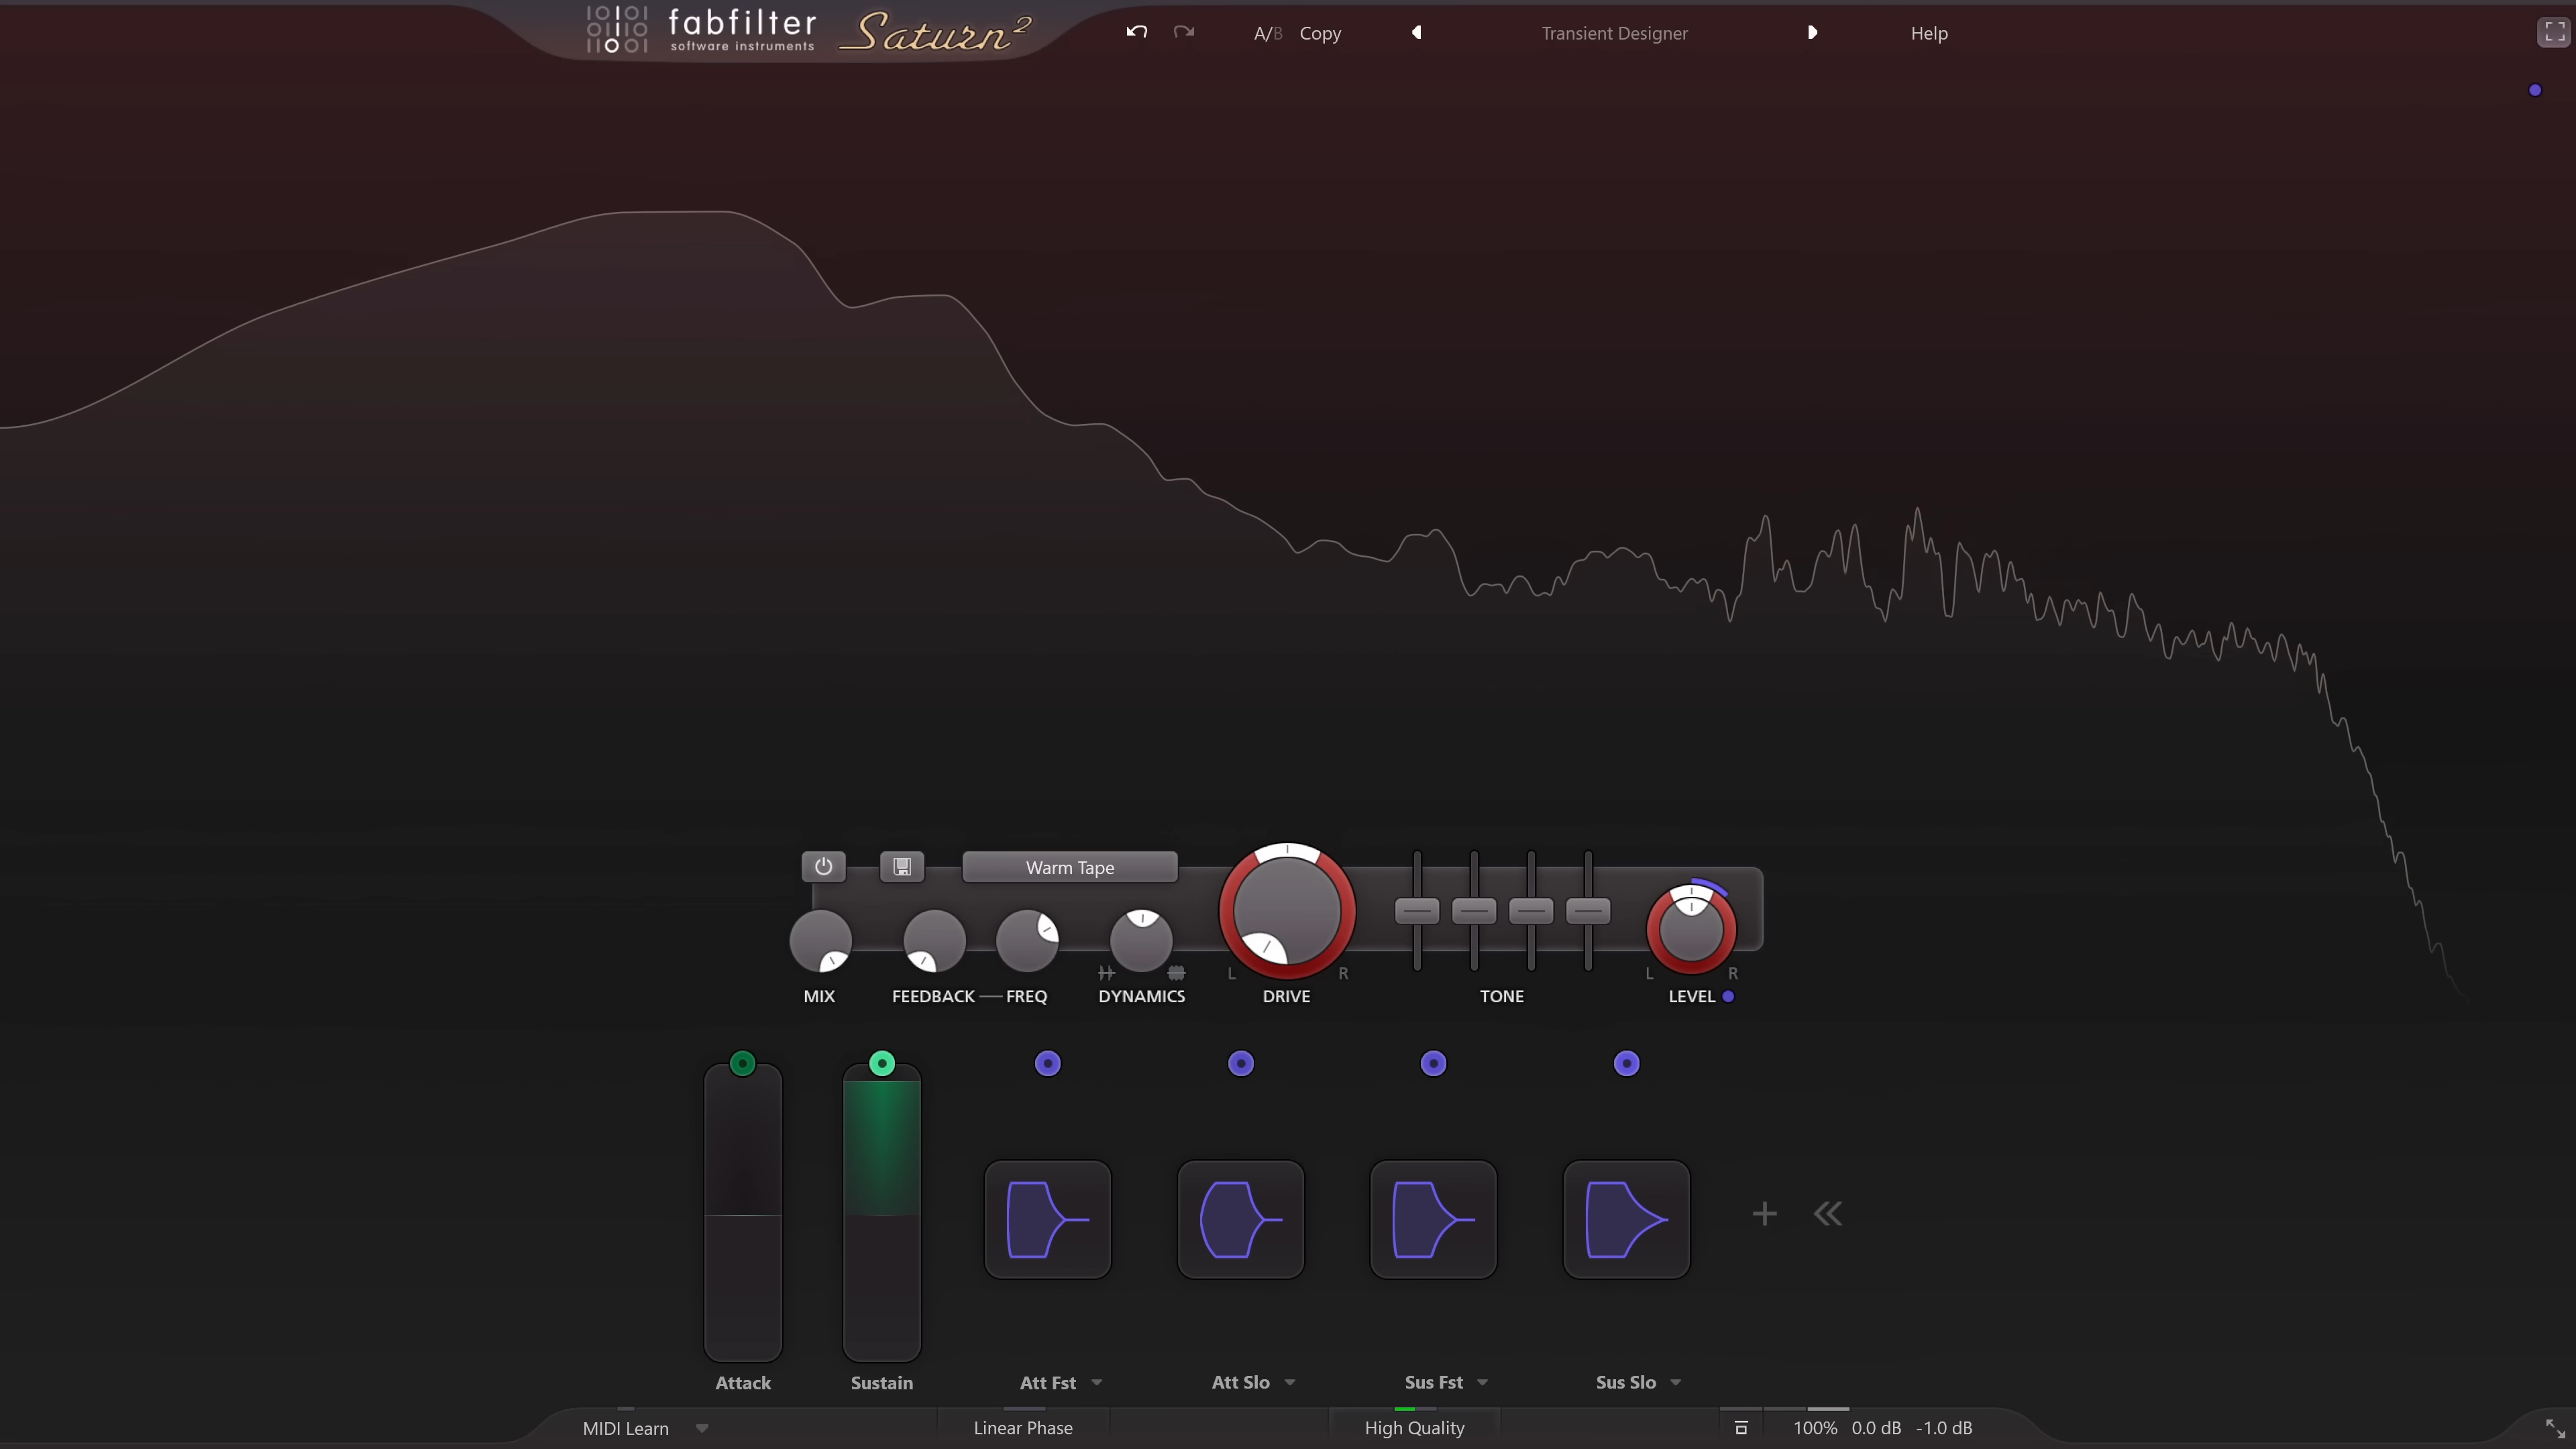 fabfilter
software instruments
Saturn 2
A/B Copy
Transient Designer
Help
Warm Tape
L R
L R
MIX FEEDBACK FREQ DYNAMICS DRIVE TONE LEVEL
Attack Sustain Att Fst Att Slo Sus Fst Sus Slo
MIDI Learn Linear Phase High Quality 100% 0.0 dB -1.0 dB